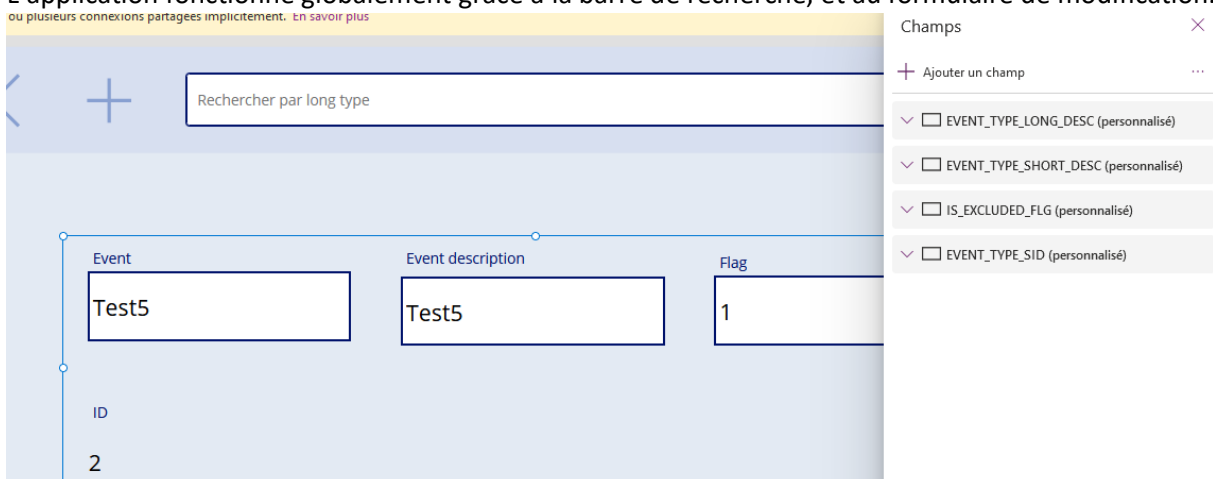 L'application fonctionne globalement grâce à la barre de recherche, et au formulaire de modification.
ou plusieurs connexions partagées implicitement. En savoir plus
Champs
Ajouter un champ
Rechercher par long type
EVENT_TYPE_LONG_DESC (personnalisé)
EVENT_TYPE_SHORT_DESC (personnalisé)
IS_EXCLUDED_FLG (personnalisé)
EVENT_TYPE_SID (personnalisé)
Event
Event description
Flag
Test5
Test5
1
ID
2